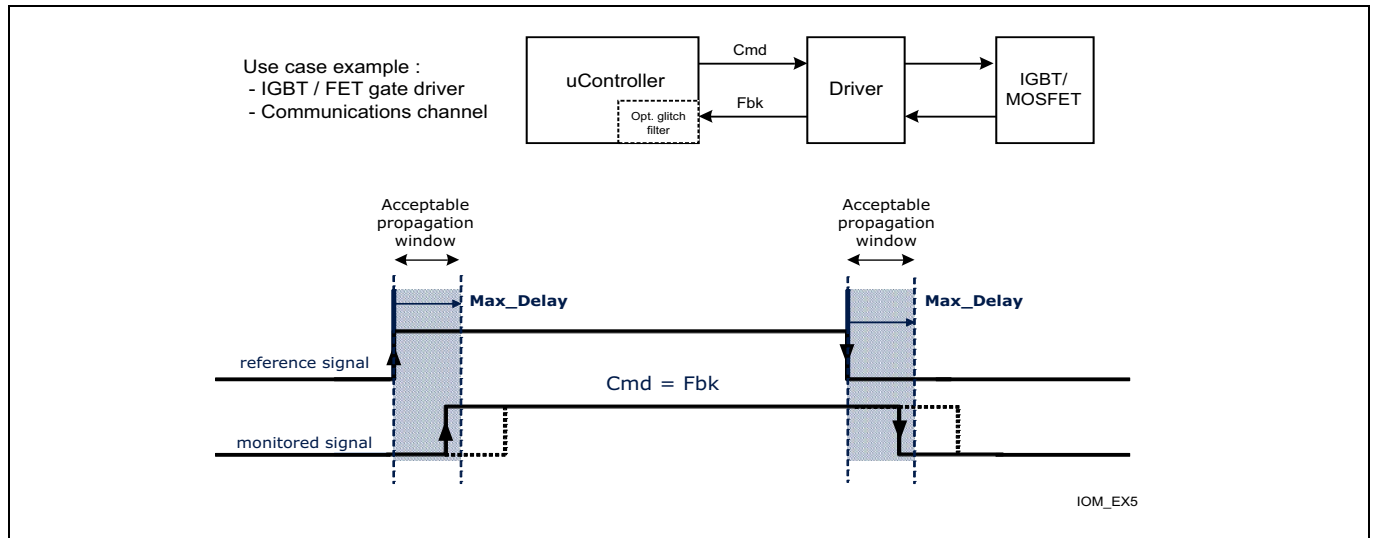 Use case example :
- IGBT / FET gate driver
- Communications channel
uController
Opt. glitch
filter
Cmd
Fbk
Driver
IGBT/
MOSFET
Acceptable
propagation
window
Acceptable
propagation
window
Max_Delay
Max_Delay
reference signal
Cmd = Fbk
monitored signal
IOM_EX5